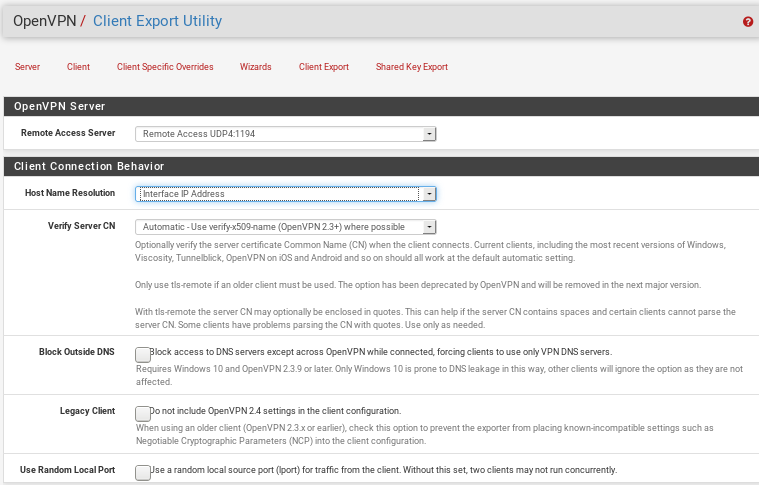 OpenVPN / Client Export Utility
Server Client Client Specific Overrides Wizards Client Export Shared Key Export
OpenVPN Server
Remote Access Server Remote Access UDP4:1194
Client Connection Behavior
Host Name Resolution Interface IP Address
Verify Server CN Automatic - Use verify-x509-name (OpenVPN 2.3+) where possible
Optionally verify the server certificate Common Name (CN) when the client connects. Current clients, including the most recent versions of Windows,
Viscosity, Tunnelblick, OpenVPN on iOS and Android and so on should all work at the default automatic setting.
Only use tls-remote if an older client must be used. The option has been deprecated by OpenVPN and will be removed in the next major version.
With tls-remote the server CN may optionally be enclosed in quotes. This can help if the server CN contains spaces and certain clients cannot parse the
server CN. Some clients have problems parsing the CN with quotes. Use only as needed.
Block Outside DNS Block access to DNS servers except across OpenVPN while connected, forcing clients to use only VPN DNS servers.
Requires Windows 10 and OpenVPN 2.3.9 or later. Only Windows 10 is prone to DNS leakage in this way, other clients will ignore the option as they are not
affected.
Legacy Client Do not include OpenVPN 2.4 settings in the client configuration.
When using an older client (OpenVPN 2.3.x or earlier), check this option to prevent the exporter from placing known-incompatible settings such as
Negotiable Cryptographic Parameters (NCP) into the client configuration.
Use Random Local Port Use a random local source port (lport) for traffic from the client. Without this set, two clients may not run concurrently.